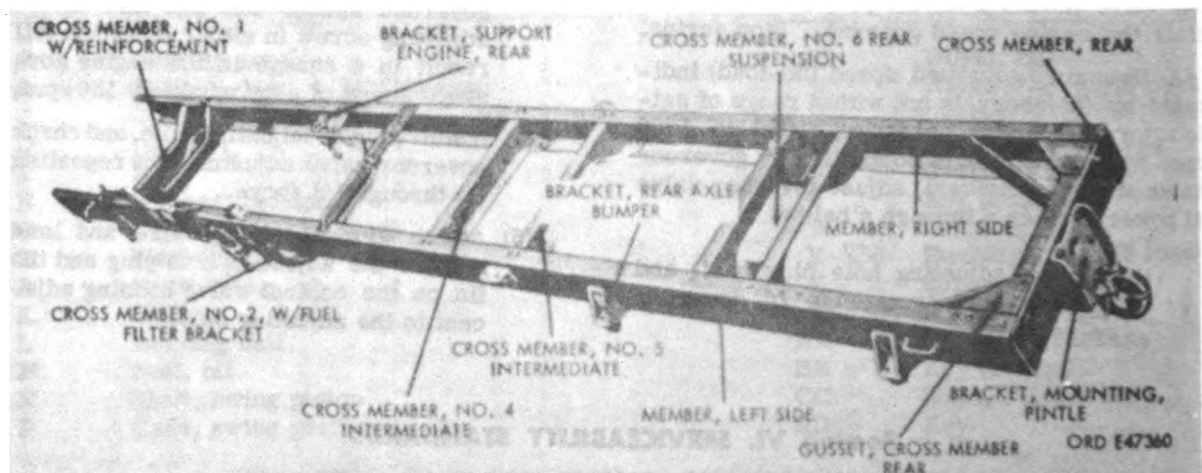 CROSS MEMBER, NO. 1
W/REINFORCEMENT
BRACKET, SUPPORT
ENGINE, REAR
CROSS MEMBER, NO. 6 REAR
SUSPENSION
CROSS MEMBER, REAR
BRACKET, REAR AXLE
BUMPER
MEMBER, RIGHT SIDE
CROSS MEMBER, NO.2, W/FUEL
FILTER BRACKET
CROSS MEMBER, NO. 5
INTERMEDIATE
CROSS MEMBER, NO. 4
INTERMEDIATE
MEMBER, LEFT SIDE
BRACKET, MOUNTING,
PINTLE
GUSSET, CROSS MEMBER
REAR
ORD E47360